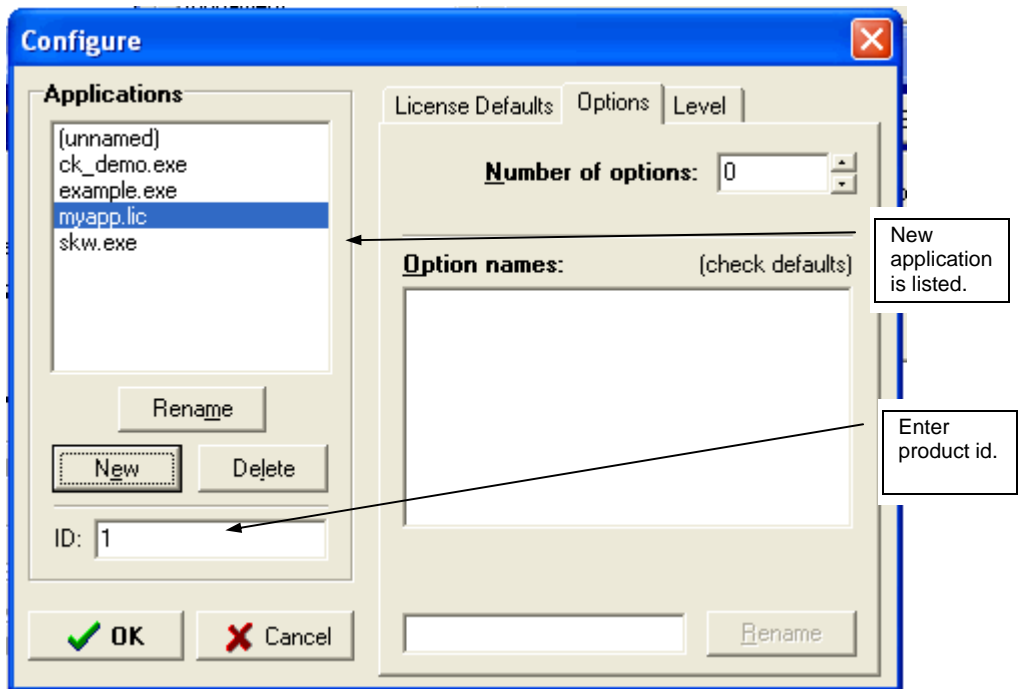 Configure
Applications
(unnamed)
ck_demo.exe
example.exe
myapp.lic
skw.exe
Rename
New
Delete
ID:
1
OK
Cancel
License Defaults
Options
Level
Number of options:
0
Option names:
(check defaults)
Rename
New
application
is listed.
Enter
product id.